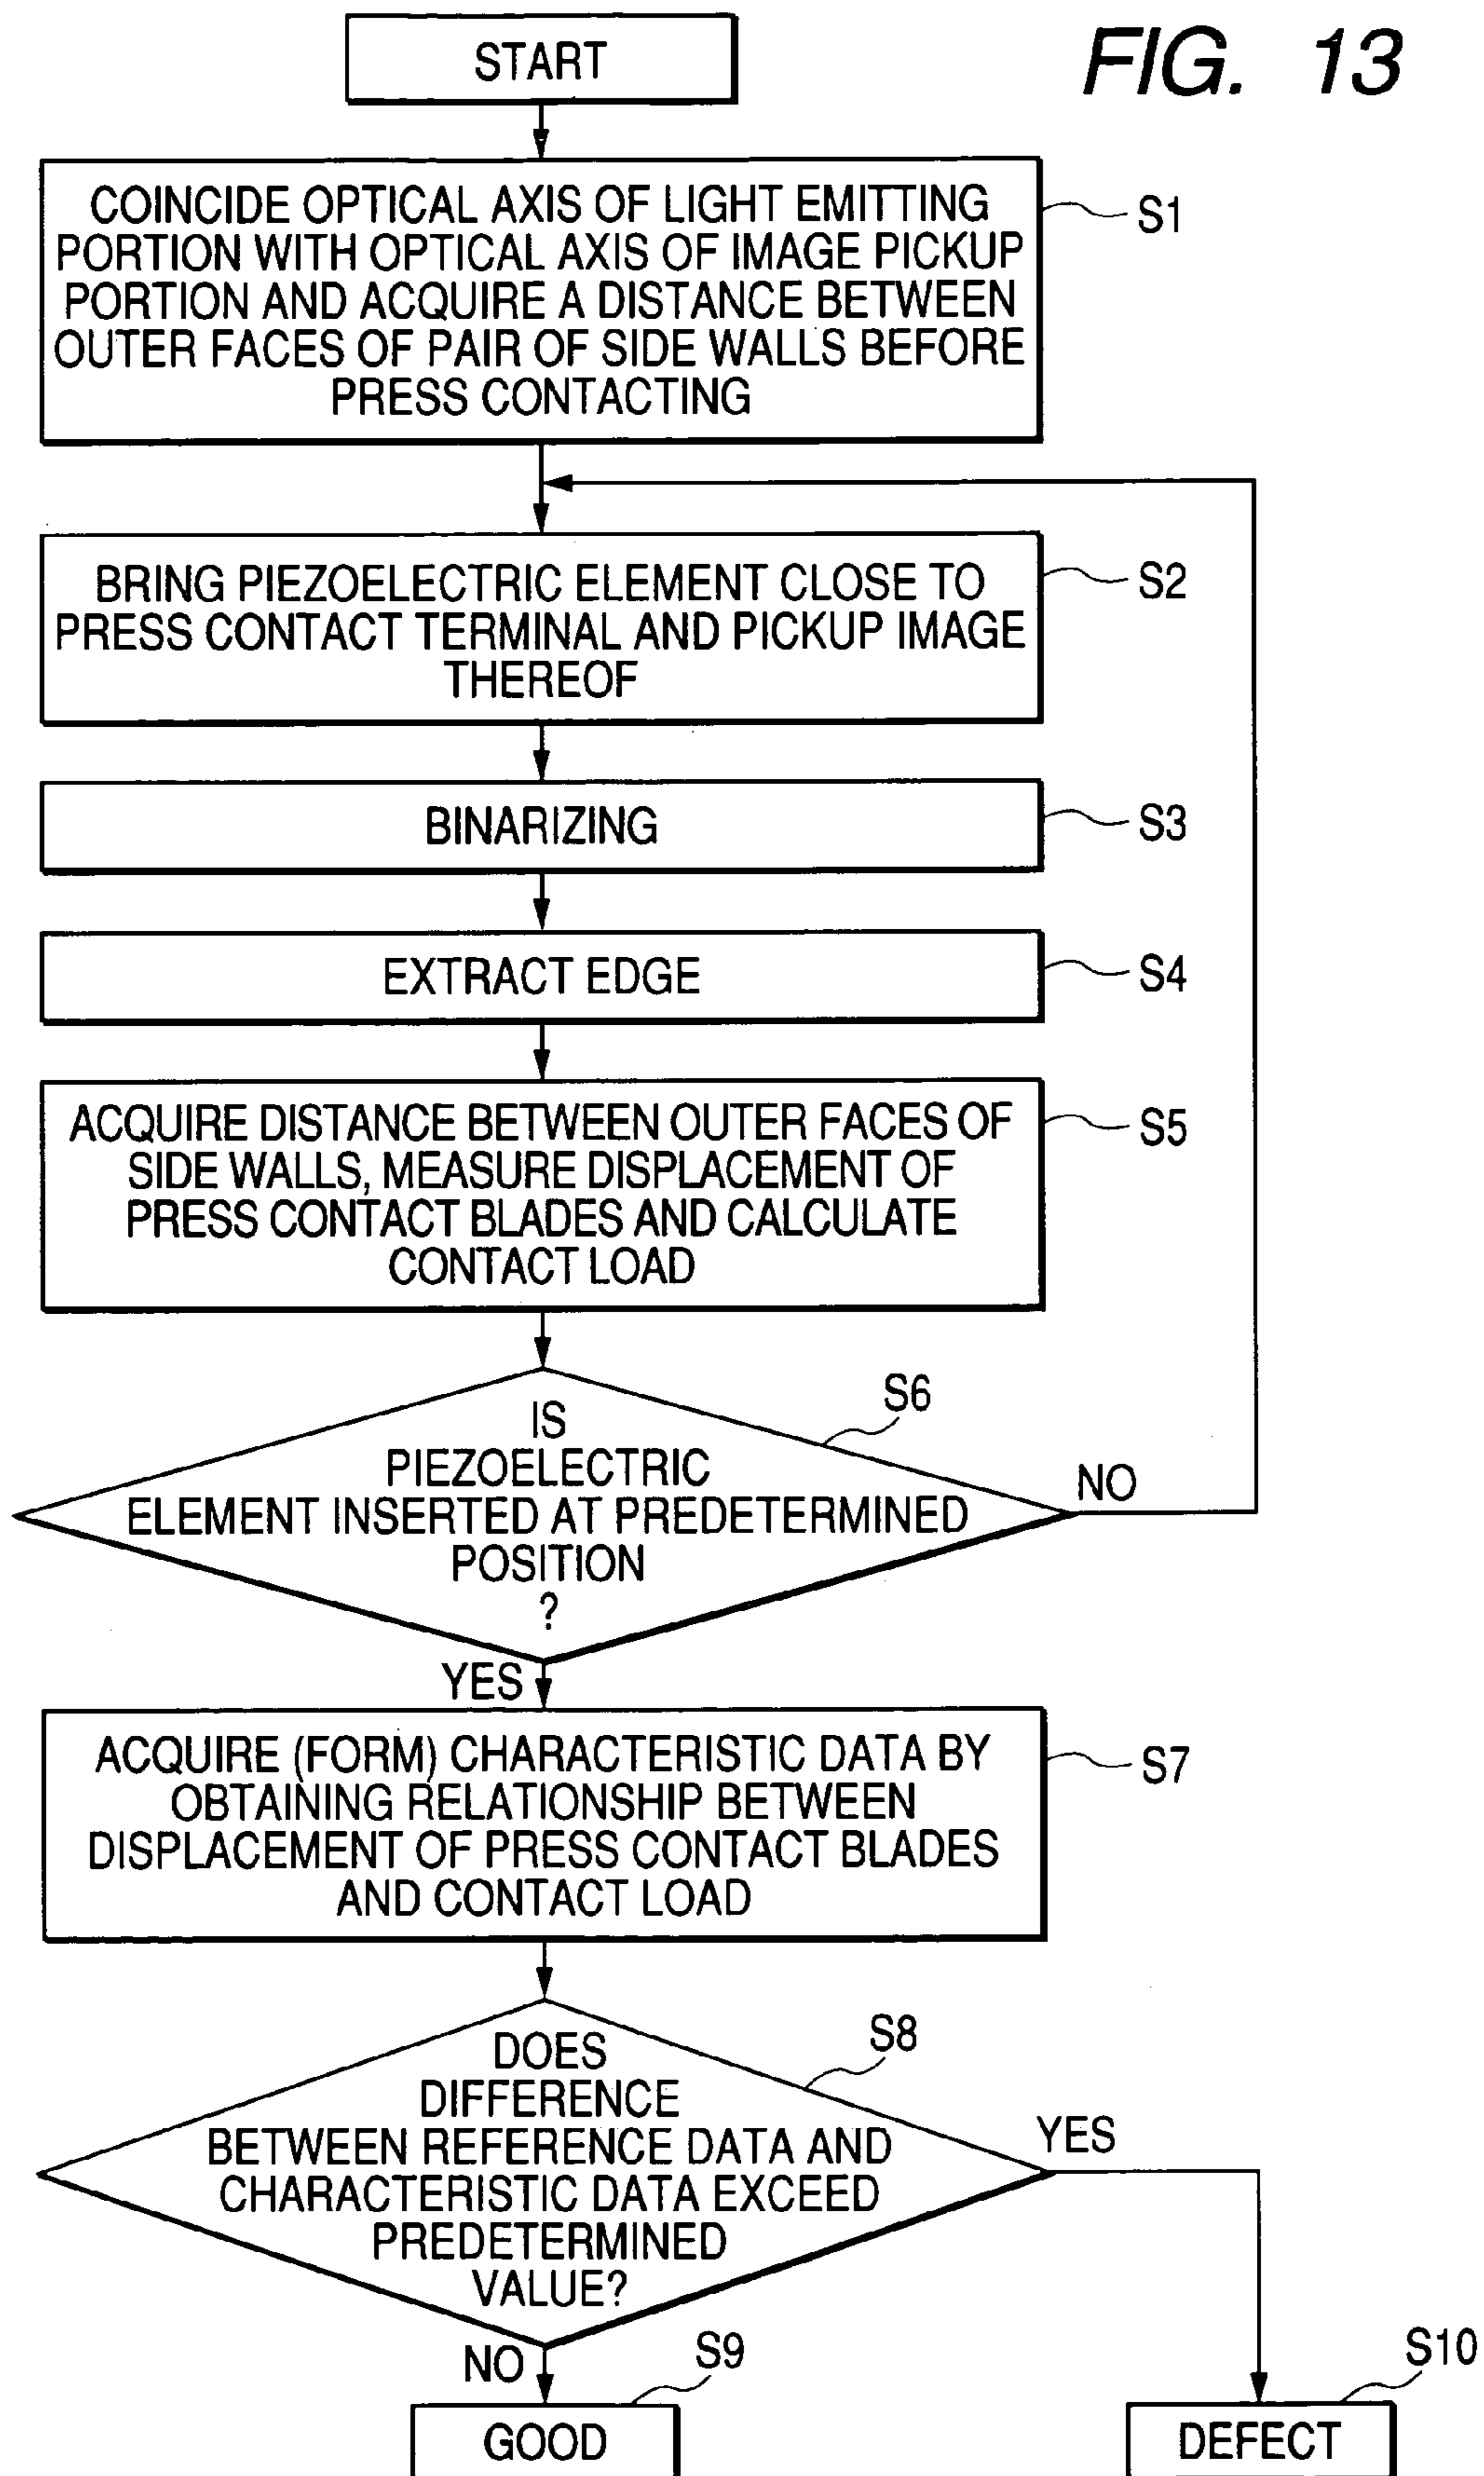 FIG. 13
START
COINCIDE OPTICAL AXIS OF LIGHT EMITTING
PORTION WITH OPTICAL AXIS OF IMAGE PICKUP
PORTION AND ACQUIRE A DISTANCE BETWEEN
OUTER FACES OF PAIR OF SIDE WALLS BEFORE
PRESS CONTACTING
S1
BRING PIEZOELECTRIC ELEMENT CLOSE TO
PRESS CONTACT TERMINAL AND PICKUP IMAGE
THEREOF
S2
BINARIZING
S3
EXTRACT EDGE
S4
ACQUIRE DISTANCE BETWEEN OUTER FACES OF
SIDE WALLS, MEASURE DISPLACEMENT OF
PRESS CONTACT BLADES AND CALCULATE
CONTACT LOAD
S5
IS
PIEZOELECTRIC
ELEMENT INSERTED AT PREDETERMINED
POSITION
?
S6
NO
YES
ACQUIRE (FORM) CHARACTERISTIC DATA BY
OBTAINING RELATIONSHIP BETWEEN
DISPLACEMENT OF PRESS CONTACT BLADES
AND CONTACT LOAD
S7
DOES
DIFFERENCE
BETWEEN REFERENCE DATA AND
CHARACTERISTIC DATA EXCEED
PREDETERMINED
VALUE?
S8
YES
NO
S9
GOOD
S10
DEFECT